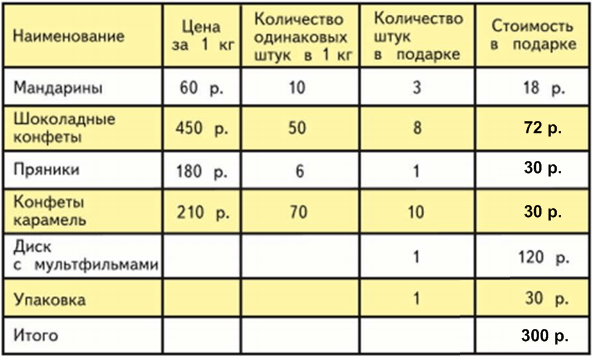 Наименование Цена за 1 кг Количество одинаковых штук в 1 кг Количество штук в подарке Стоимость в подарке
Мандарины 60 р. 10 3 18 р.
Шоколадные конфеты 450 р. 50 8 72 р.
Пряники 180 р. 6 1 30 р.
Конфеты карамель 210 р. 70 10 30 р.
Диск с мультфильмами 1 120 р.
Упаковка 1 30 р.
Итого 300 р.